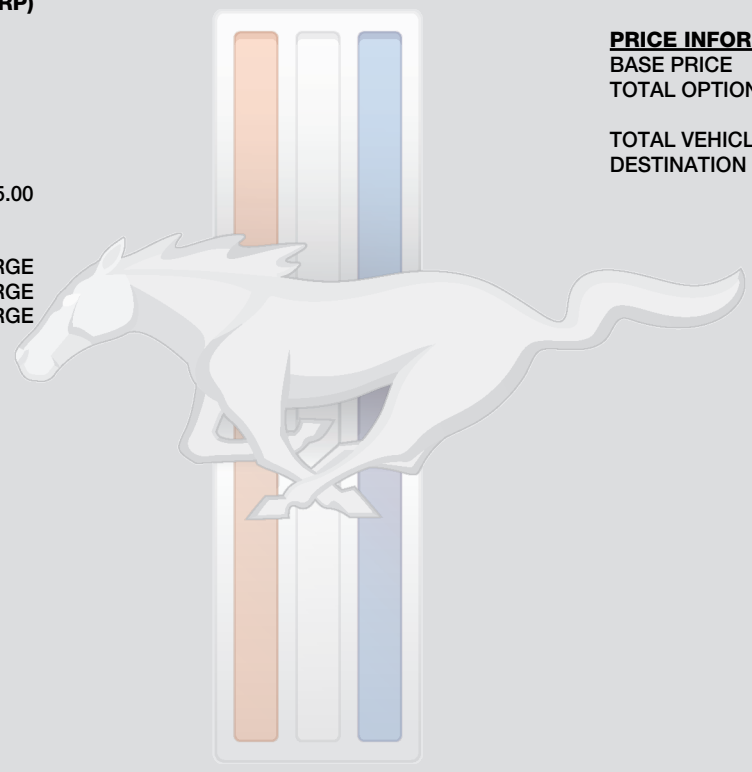 RP)
5.00
RGE
RGE
RGE
PRICE INFOR
BASE PRICE
TOTAL OPTION
TOTAL VEHICL
DESTINATION